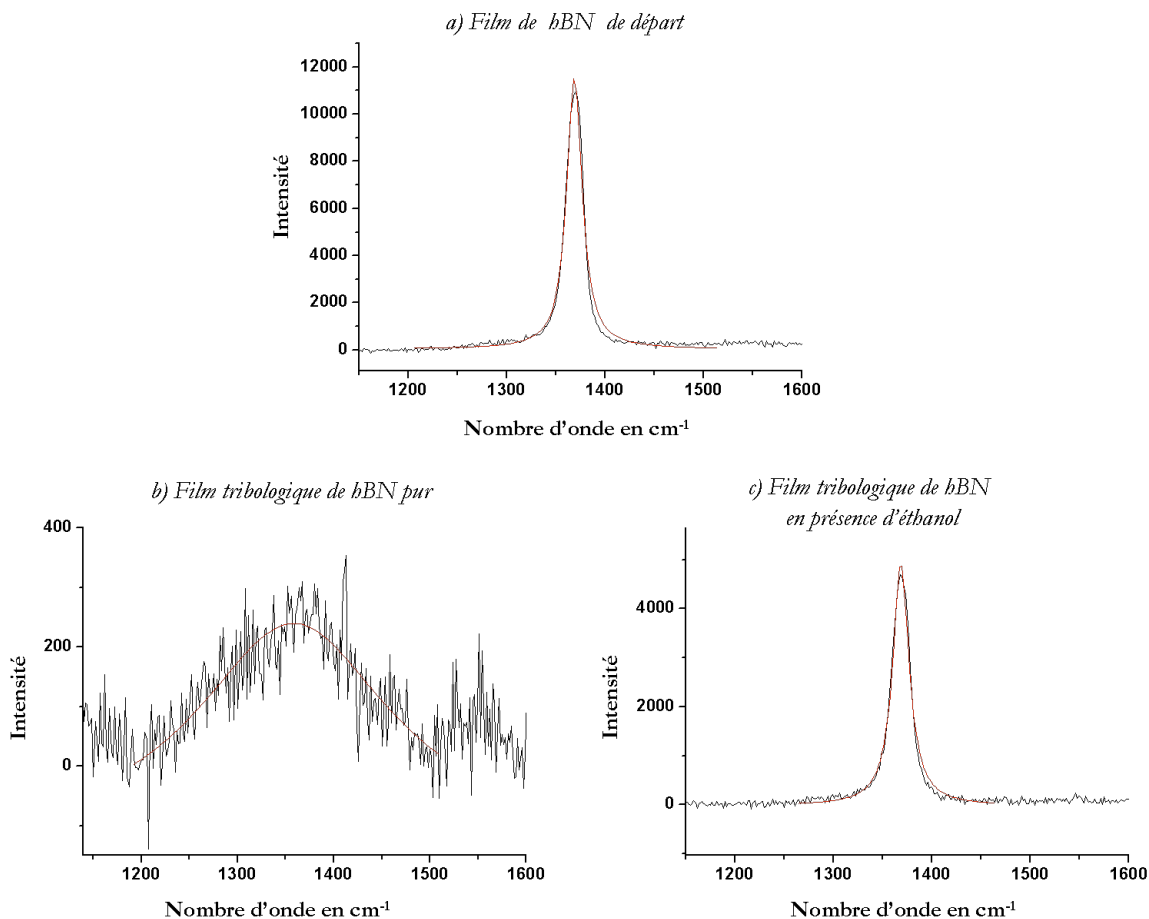 a) Film de hBN de départ
12000
10000
8000
6000
4000
2000
0
Intensité
1200 1300 1400 1500 1600
Nombre d'onde en cm-1
b) Film tribologique de hBN pur
400
200
0
Intensité
1200 1300 1400 1500 1600
Nombre d'onde en cm-1
c) Film tribologique de hBN
en présence d'éthanol
4000
2000
0
Intensité
1200 1300 1400 1500 1600
Nombre d'onde en cm-1